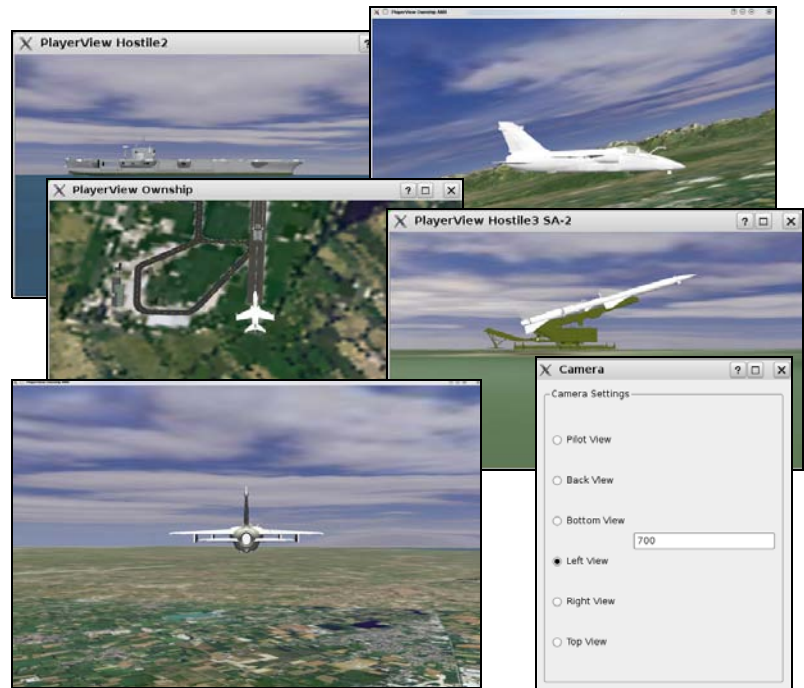 PlayerView Hostile2
PlayerView Ownship
PlayerView Hostile3 SA-2
Camera
Camera Settings
Pilot View
Back View
Bottom View
700
Left View
Right View
Top View